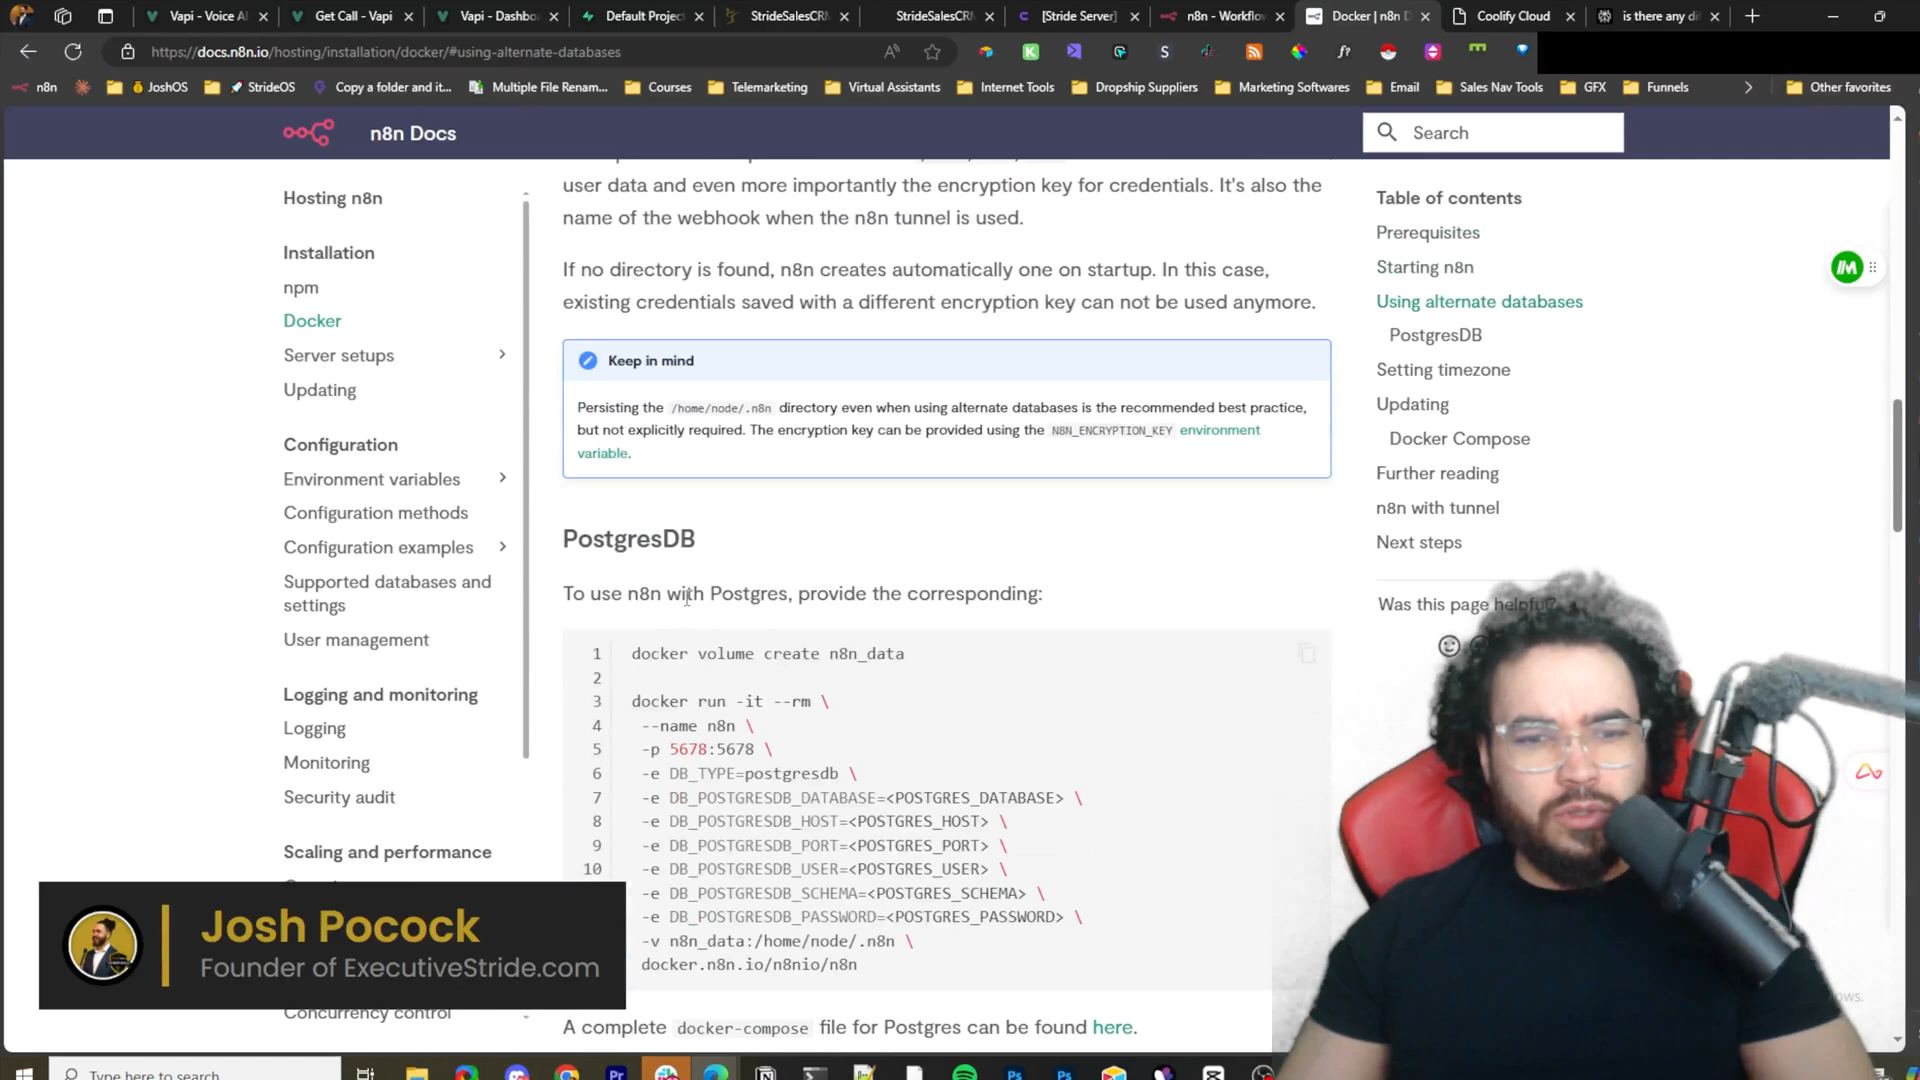 Vapi - Voice AI
Get Call - Vapi
Vapi - Dashbo
Default Projec
StrideSalesCRM
StrideSalesCRM
[Stride Server]
n8n - Workflow
Docker | n8n D
Coolify Cloud
is there any di
https://docs.n8n.io/hosting/installation/docker/#using-alternate-databases
n8n
JoshOS
StrideOS
Copy a folder and it...
Multiple File Renam...
Courses
Telemarketing
Virtual Assistants
Internet Tools
Dropship Suppliers
Marketing Softwares
Email
Sales Nav Tools
GFX
Funnels
Other favorites
n8n Docs
Search
Hosting n8n
Installation
npm
Docker
Server setups
Updating
Configuration
Environment variables
Configuration methods
Configuration examples
Supported databases and
settings
User management
Logging and monitoring
Logging
Monitoring
Security audit
Scaling and performance
Concurrency control
user data and even more importantly the encryption key for credentials. It's also the
name of the webhook when the n8n tunnel is used.
If no directory is found, n8n creates automatically one on startup. In this case,
existing credentials saved with a different encryption key can not be used anymore.
Keep in mind
Persisting the /home/node/.n8n directory even when using alternate databases is the recommended best practice,
but not explicitly required. The encryption key can be provided using the N8N_ENCRYPTION_KEY environment
variable.
PostgresDB
To use n8n with Postgres, provide the corresponding:
1 docker volume create n8n_data
2
3 docker run -it --rm \
4 --name n8n \
5 -p 5678:5678 \
6 -e DB_TYPE=postgresdb \
7 -e DB_POSTGRESDB_DATABASE=<POSTGRES_DATABASE> \
8 -e DB_POSTGRESDB_HOST=<POSTGRES_HOST> \
9 -e DB_POSTGRESDB_PORT=<POSTGRES_PORT> \
10 -e DB_POSTGRESDB_USER=<POSTGRES_USER> \
-e DB_POSTGRESDB_SCHEMA=<POSTGRES_SCHEMA> \
-e DB_POSTGRESDB_PASSWORD=<POSTGRES_PASSWORD> \
-v n8n_data:/home/node/.n8n \
docker.n8n.io/n8nio/n8n
A complete docker-compose file for Postgres can be found here.
Table of contents
Prerequisites
Starting n8n
Using alternate databases
PostgresDB
Setting timezone
Updating
Docker Compose
Further reading
n8n with tunnel
Next steps
Was this page helpful?
Josh Pocock
Founder of ExecutiveStride.com
Type here to search